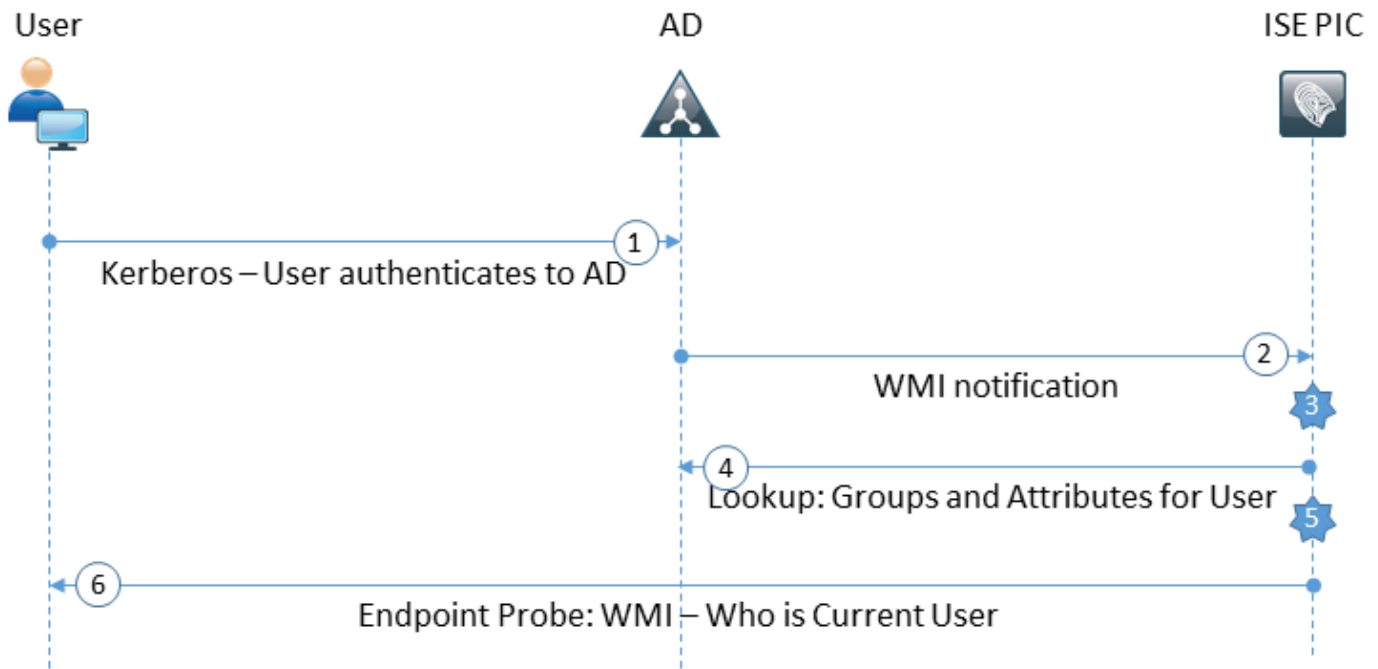 User
AD
ISE PIC
1
Kerberos – User authenticates to AD
2
WMI notification
3
4
Lookup: Groups and Attributes for User
5
6
Endpoint Probe: WMI – Who is Current User